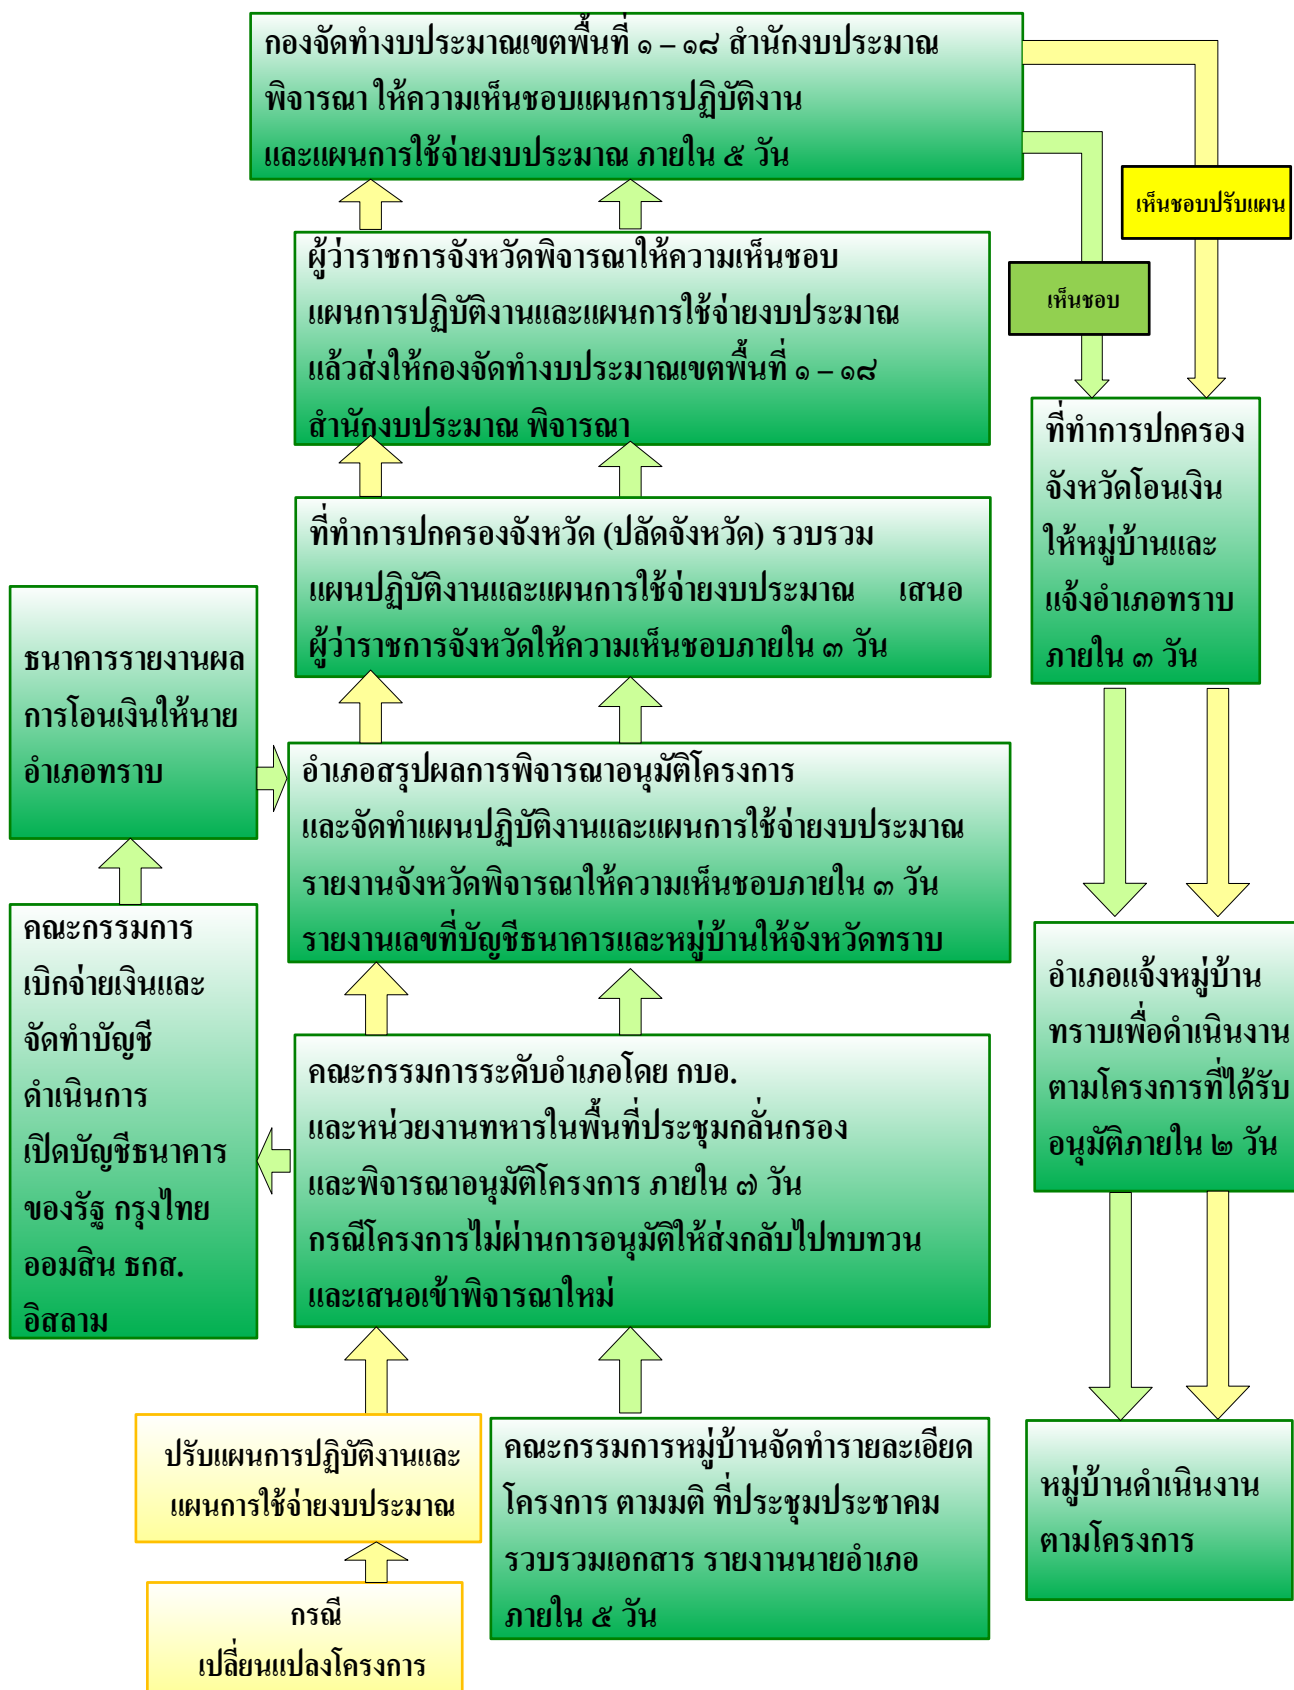 กองจัดทำงบประมาณเขตพื้นที่ ๑ – ๑๘ สำนักงบประมาณ
พิจารณา ให้ความเห็นชอบแผนการปฏิบัติงาน
และแผนการใช้จ่ายงบประมาณ ภายใน ๕ วัน
เห็นชอบปรับแผน
เห็นชอบ
ผู้ว่าราชการจังหวัดพิจารณาให้ความเห็นชอบ
แผนการปฏิบัติงานและแผนการใช้จ่ายงบประมาณ
แล้วส่งให้กองจัดทำงบประมาณเขตพื้นที่ ๑ – ๑๘
สำนักงบประมาณ พิจารณา
ที่ทำการปกครอง
จังหวัดโอนเงิน
ให้หมู่บ้านและ
แจ้งอำเภอทราบ
ภายใน ๓ วัน
ที่ทำการปกครองจังหวัด (ปลัดจังหวัด) รวบรวม
แผนปฏิบัติงานและแผนการใช้จ่ายงบประมาณ เสนอ
ผู้ว่าราชการจังหวัดให้ความเห็นชอบภายใน ๓ วัน
ธนาคารรายงานผล
การโอนเงินให้นาย
อำเภอทราบ
อำเภอสรุปผลการพิจารณาอนุมัติโครงการ
และจัดทำแผนปฏิบัติงานและแผนการใช้จ่ายงบประมาณ
รายงานจังหวัดพิจารณาให้ความเห็นชอบภายใน ๓ วัน
รายงานเลขที่บัญชีธนาคารและหมู่บ้านให้จังหวัดทราบ
คณะกรรมการ
เบิกจ่ายเงินและ
จัดทำบัญชี
ดำเนินการ
เปิดบัญชีธนาคาร
ของรัฐ กรุงไทย
ออมสิน ธกส.
อิสลาม
อำเภอแจ้งหมู่บ้าน
ทราบเพื่อดำเนินงาน
ตามโครงการที่ได้รับ
อนุมัติภายใน ๒ วัน
คณะกรรมการระดับอำเภอโดย กบอ.
และหน่วยงานทหารในพื้นที่ประชุมกลั่นกรอง
และพิจารณาอนุมัติโครงการ ภายใน ๗ วัน
กรณีโครงการไม่ผ่านการอนุมัติให้ส่งกลับไปทบทวน
และเสนอเข้าพิจารณาใหม่
ปรับแผนการปฏิบัติงานและ
แผนการใช้จ่ายงบประมาณ
คณะกรรมการหมู่บ้านจัดทำรายละเอียด
โครงการ ตามมติ ที่ประชุมประชาคม
รวบรวมเอกสาร รายงานนายอำเภอ
ภายใน ๕ วัน
หมู่บ้านดำเนินงาน
ตามโครงการ
กรณี
เปลี่ยนแปลงโครงการ